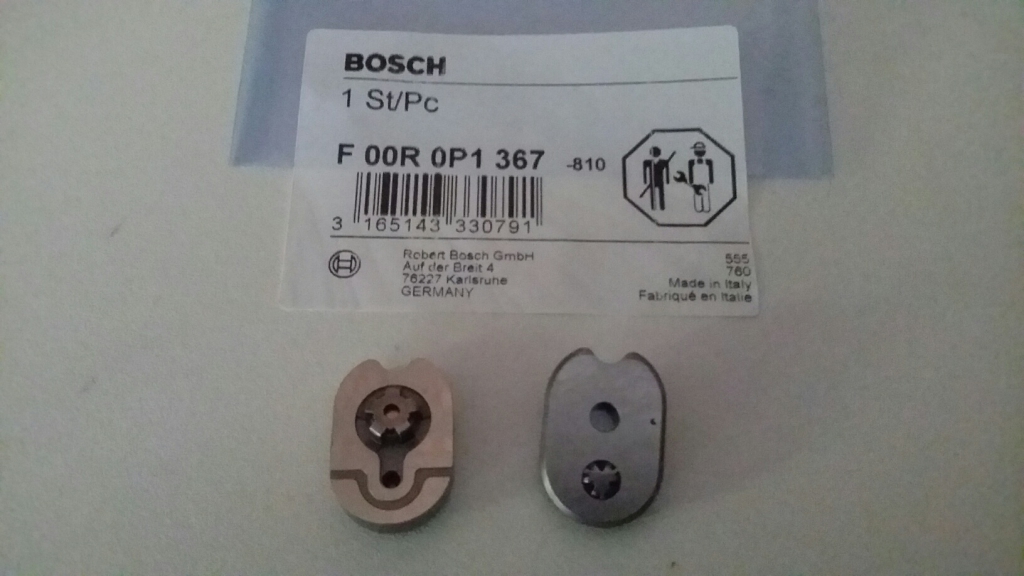 BOSCH
1 St/Pc
F 00R 0P1 367 -810
3 165143 330791
Robert Bosch GmbH
Auf der Breit 4
76227 Karlsruhe
GERMANY
555
760
Made in Italy
Fabriqué en Italie